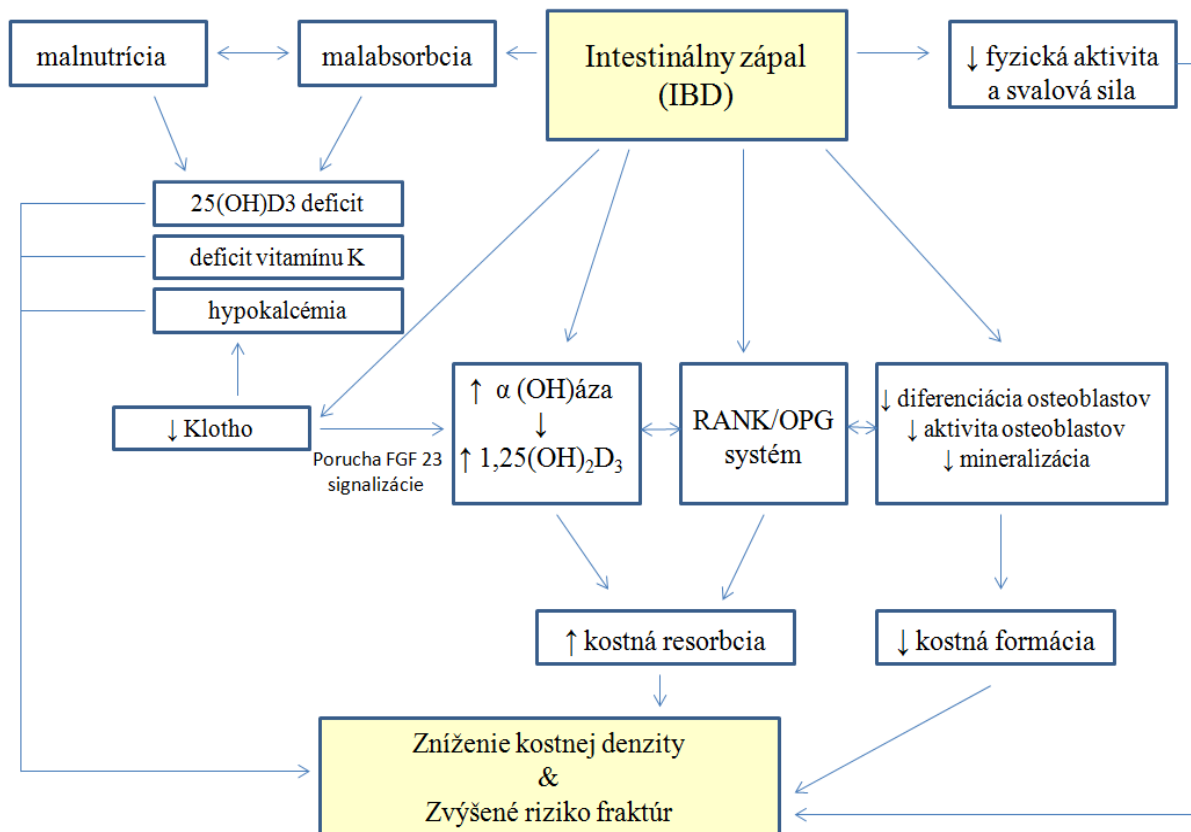 malnutrícia
malabsorbcia
Intestinálny zápal
(IBD)
↓ fyzická aktivita
a svalová sila
25(OH)D3 deficit
deficit vitamínu K
hypokalcémia
↓ Klotho
Porucha FGF 23
signalizácie
↑ α (OH)áza
↓
↑ 1,25(OH)₂D₃
RANK/OPG
systém
↓ diferenciácia osteoblastov
↓ aktivita osteoblastov
↓ mineralizácia
↑ kostná resorbcia
↓ kostná formácia
Zníženie kostnej denzity
&
Zvýšené riziko fraktúr